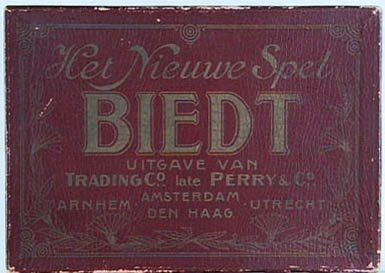 Het Nieuwe Spel
BIEDT
UITGAVE VAN
TRADING Co. late PERRY & Co.
AMSTERDAM
ARNHEM · UTRECHT
DEN HAAG